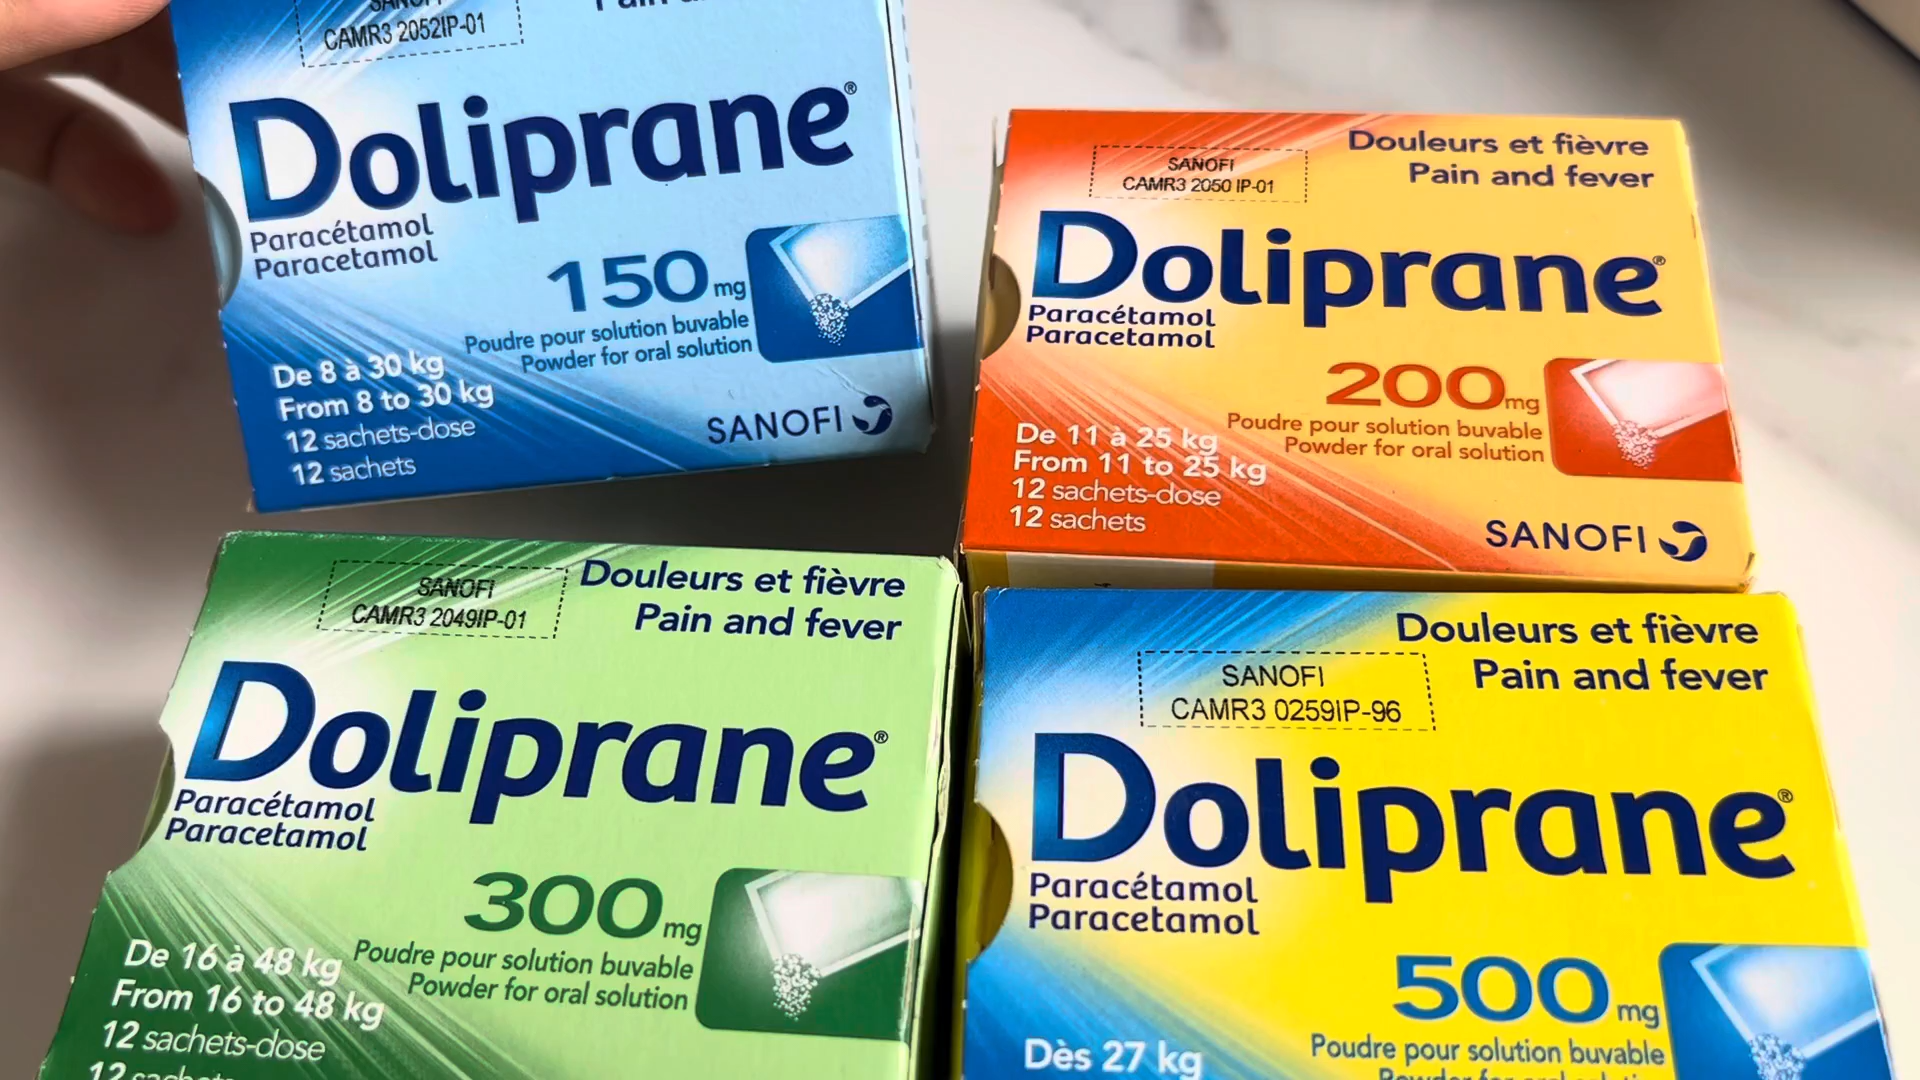 SANOFI
CAMR3 2052IP-01
Doliprane®
Paracétamol
Paracetamol
150 mg
Poudre pour solution buvable
Powder for oral solution
De 8 à 30 kg
From 8 to 30 kg
12 sachets-dose
12 sachets
SANOFI
Douleurs et fièvre
Pain and fever
SANOFI
CAMR3 2050 IP-01
Doliprane®
Paracétamol
Paracetamol
200 mg
Poudre pour solution buvable
Powder for oral solution
De 11 à 25 kg
From 11 to 25 kg
12 sachets-dose
12 sachets
SANOFI
Douleurs et fièvre
Pain and fever
SANOFI
CAMR3 2049IP-01
Doliprane®
Paracétamol
Paracetamol
300 mg
Poudre pour solution buvable
Powder for oral solution
De 16 à 48 kg
From 16 to 48 kg
12 sachets-dose
12 sachets
Douleurs et fièvre
Pain and fever
SANOFI
CAMR3 0259IP-96
Doliprane®
Paracétamol
Paracetamol
500 mg
Poudre pour solution buvable
Dès 27 kg